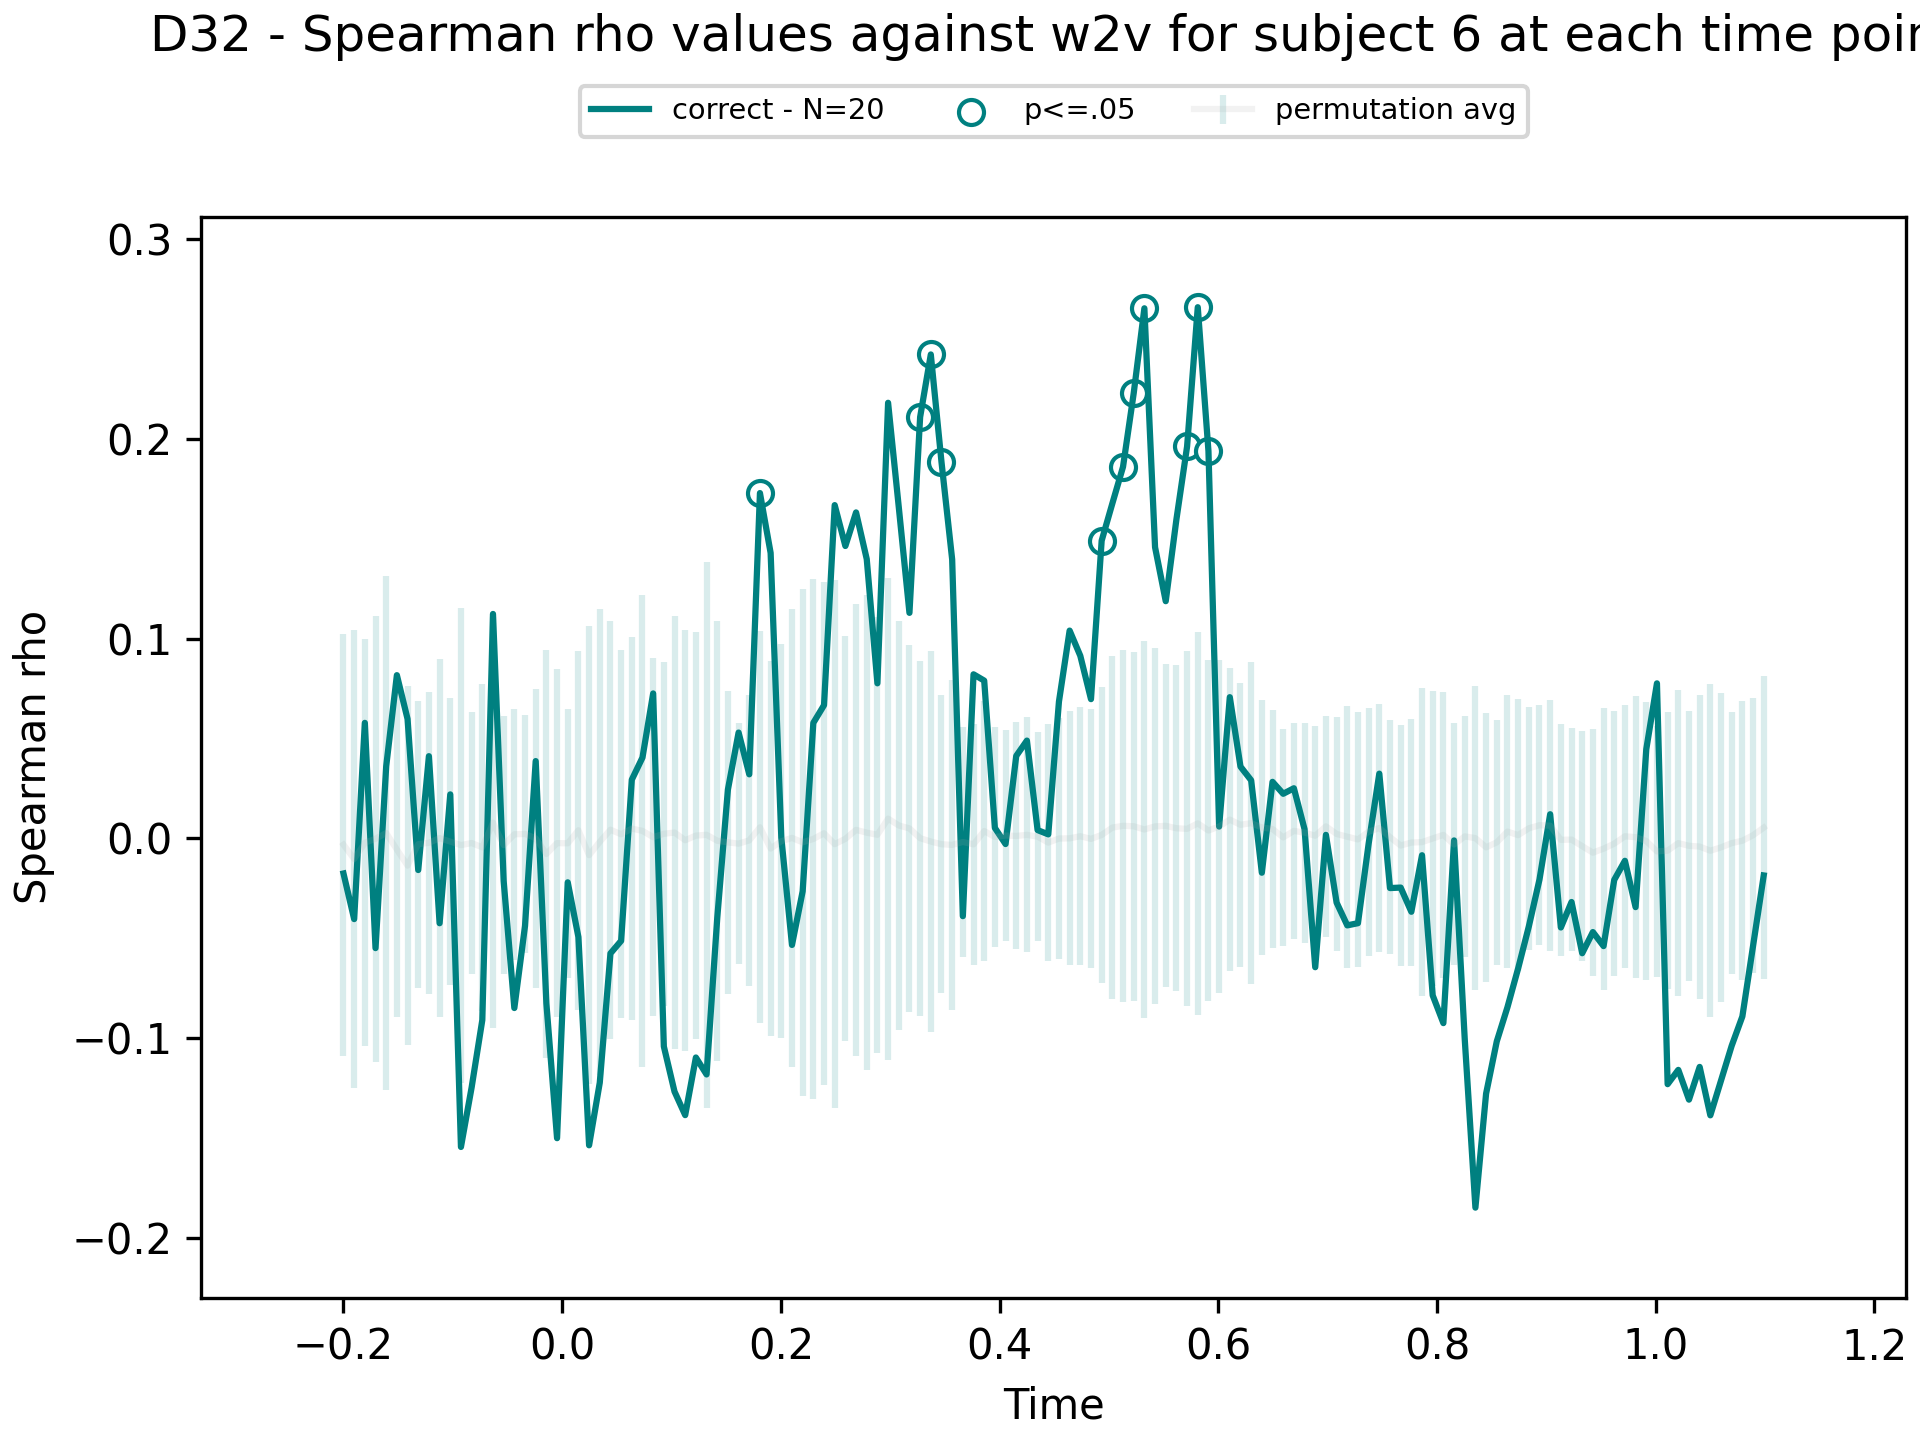 D32 - Spearman rho values against w2v for subject 6 at each time
correct - N=20 p<=.05 permutation avg
0.3
0.2
0.1
0.0
−0.1
−0.2
Spearman rho
−0.2 0.0 0.2 0.4 0.6 0.8 1.0 1.2
Time